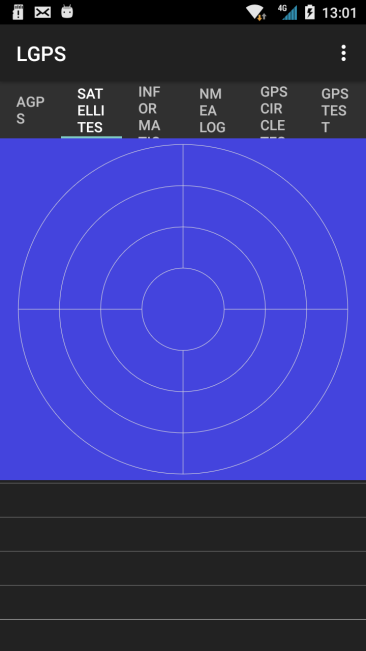 4G 13:01
LGPS
AGP
S
SAT
ELLI
TES
INF
OR
MA
NM
EA
LOG
GPS
CIR
CLE
GPS
TES
T